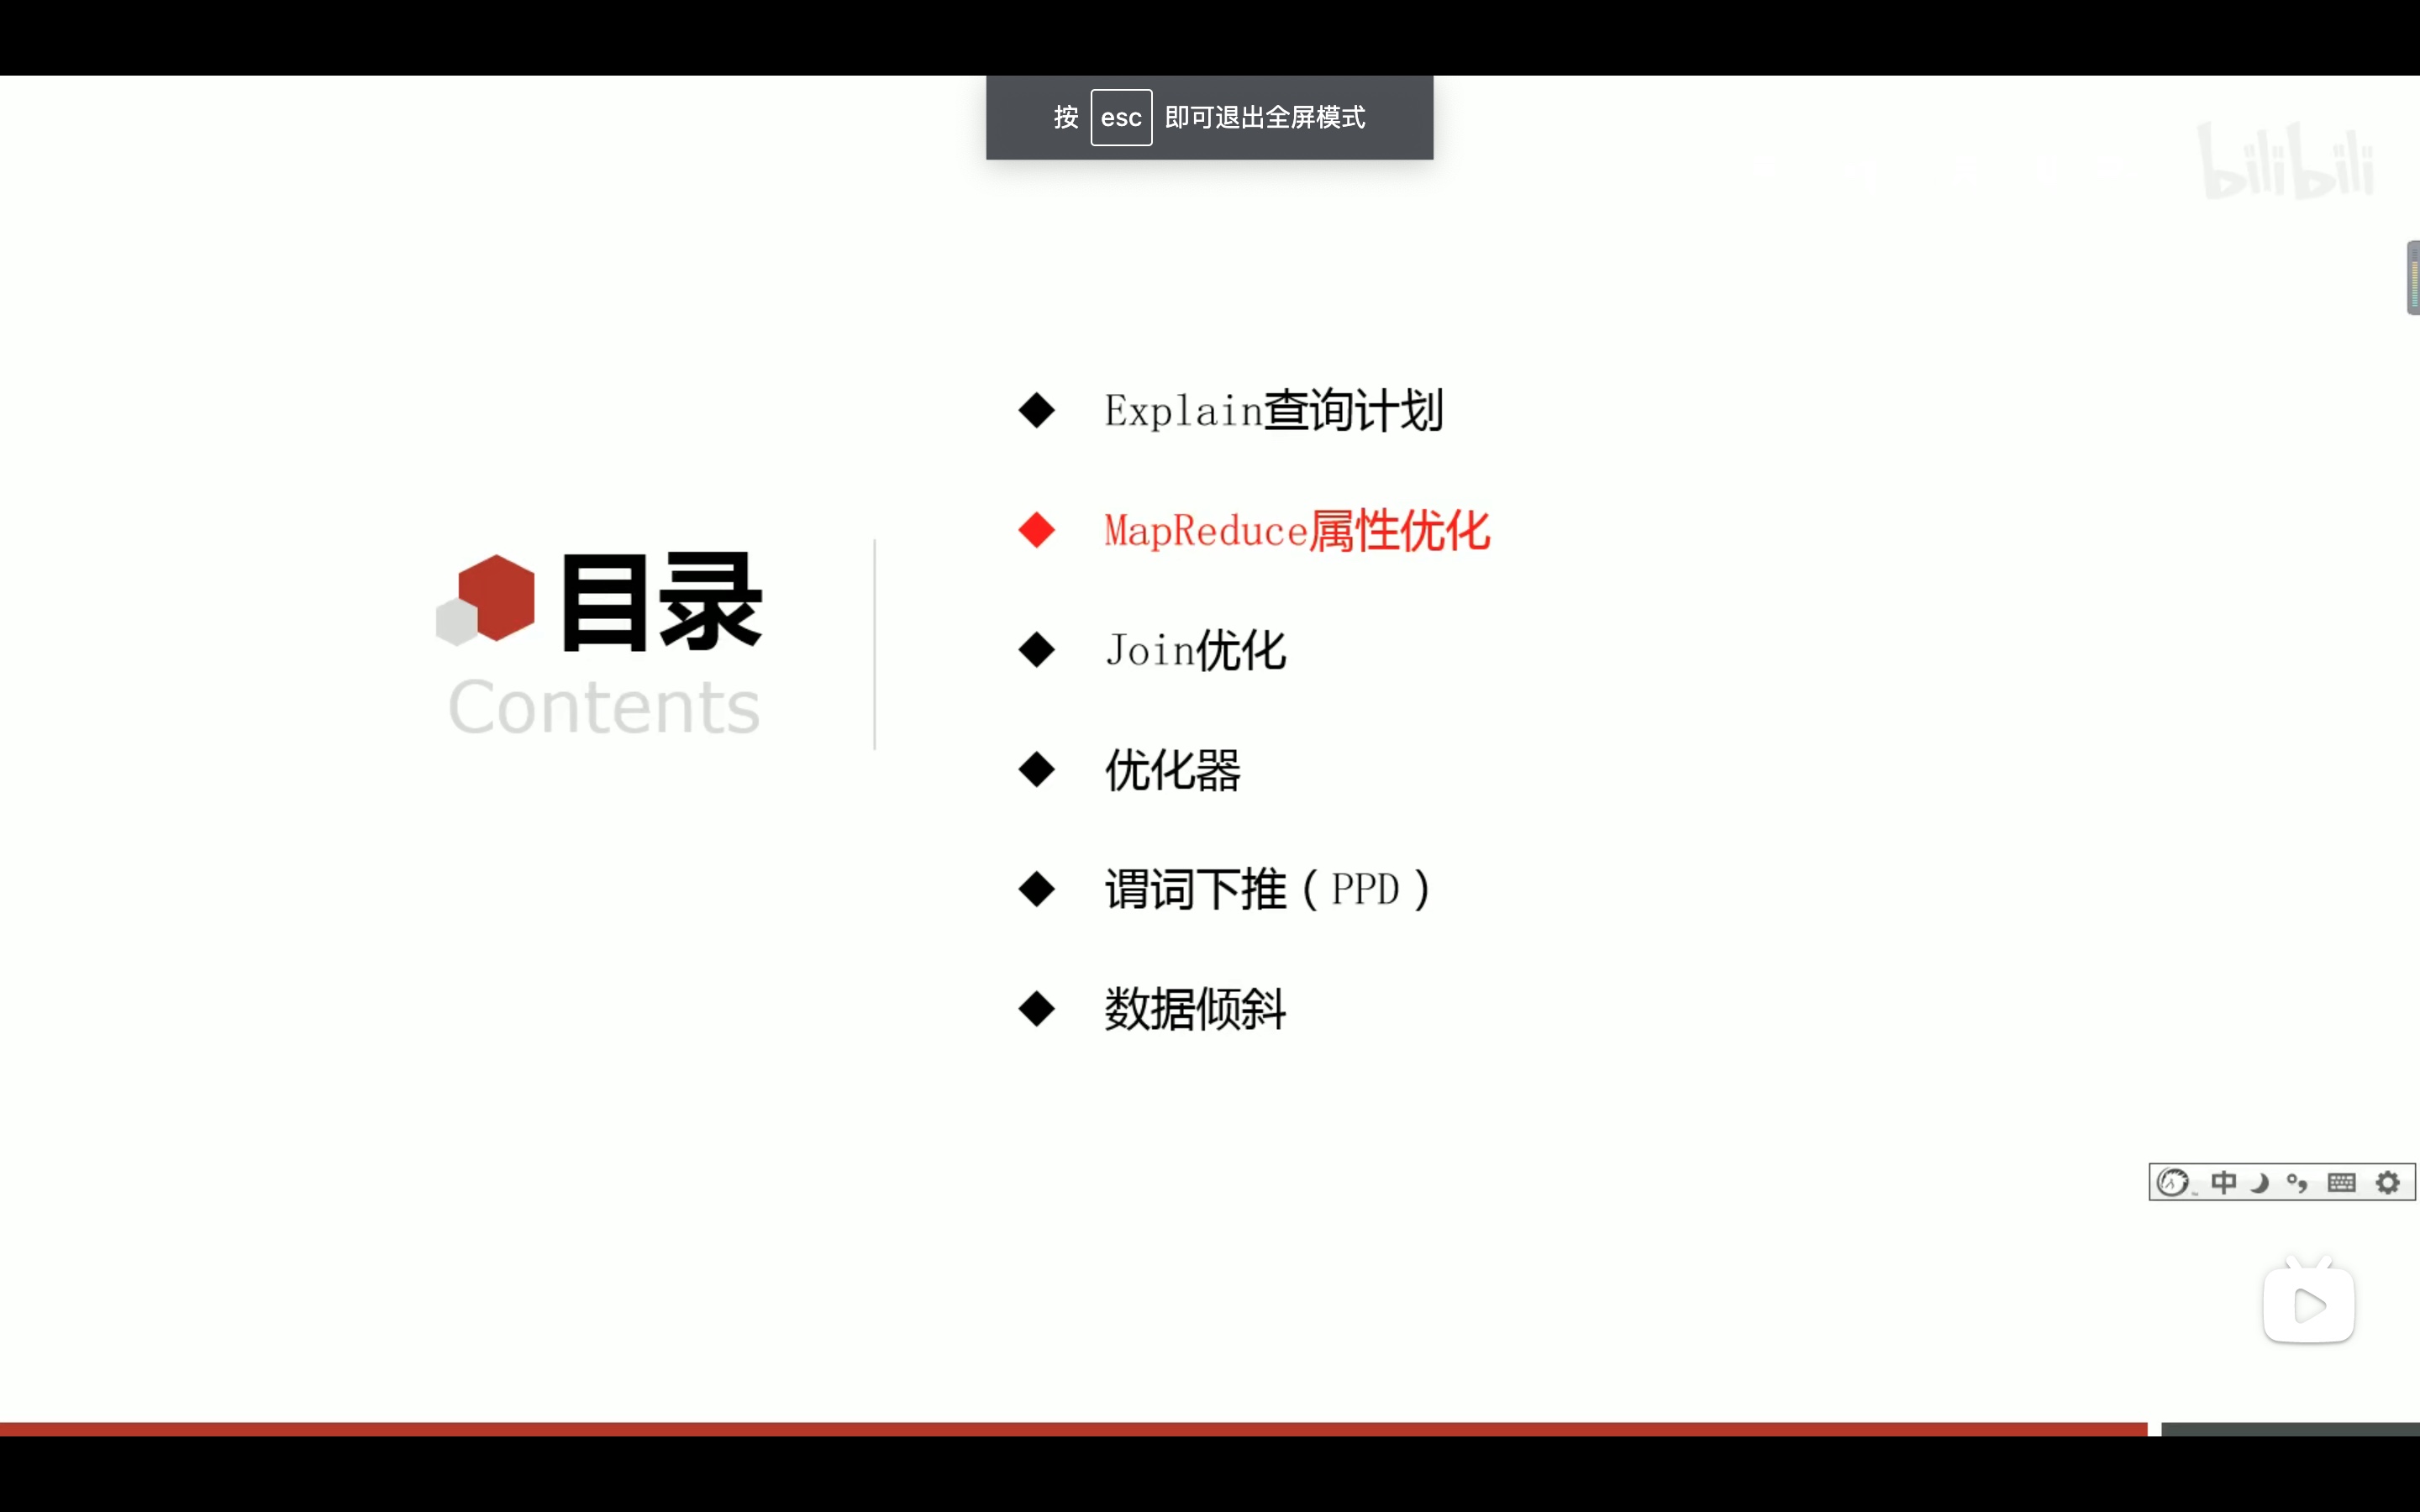 按 esc 即可退出全屏模式
bilibili
目录
Contents
Explain查询计划
MapReduce属性优化
Join优化
优化器
谓词下推（PPD）
数据倾斜
中